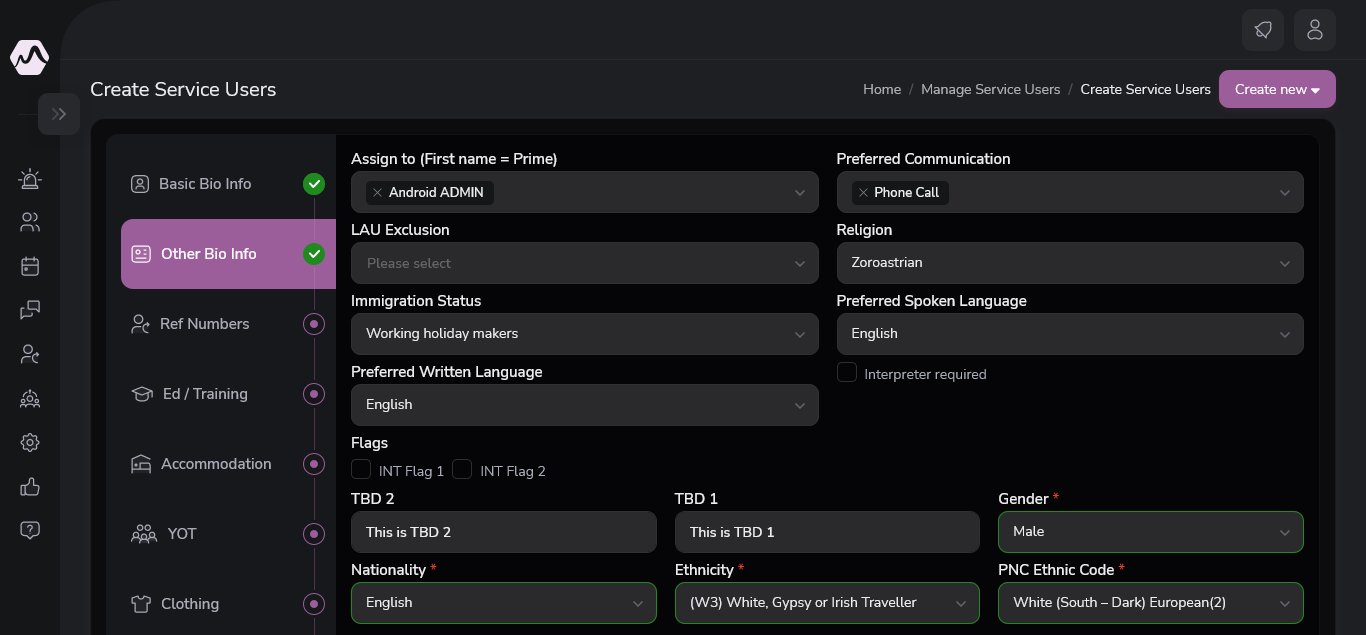 Create Service Users
Home / Manage Service Users / Create Service Users
Create new
Basic Bio Info
Other Bio Info
Ref Numbers
Ed / Training
Accommodation
YOT
Clothing
Assign to (First name = Prime)
Android ADMIN
Preferred Communication
Phone Call
LAU Exclusion
Please select
Religion
Zoroastrian
Immigration Status
Working holiday makers
Preferred Spoken Language
English
Preferred Written Language
English
Interpreter required
Flags
INT Flag 1
INT Flag 2
TBD 2
This is TBD 2
TBD 1
This is TBD 1
Gender *
Male
Nationality *
English
Ethnicity *
(W3) White, Gypsy or Irish Traveller
PNC Ethnic Code *
White (South – Dark) European(2)